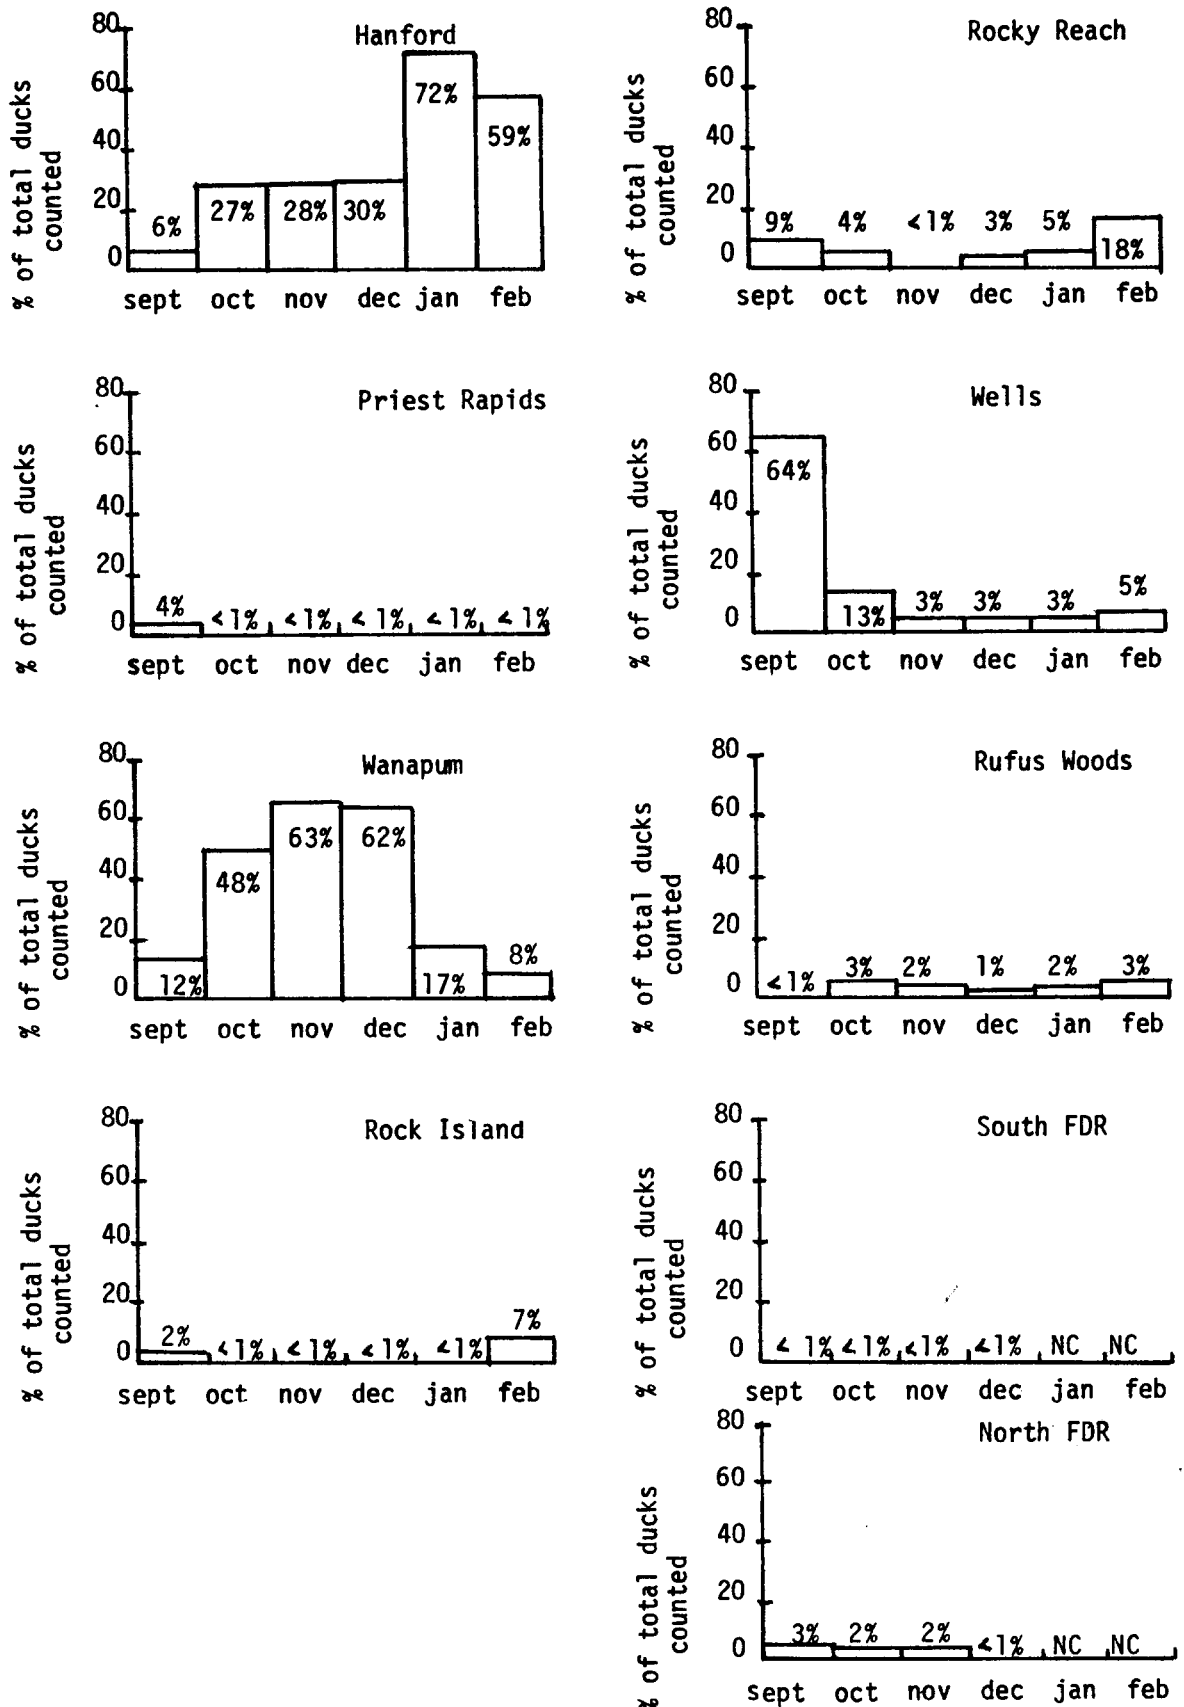 Hanford
% of total ducks
counted
80
60
40
20
0
6%
27%
28%
30%
72%
59%
sept oct nov dec jan feb
Rocky Reach
% of total ducks
counted
80
60
40
20
0
9% 4% <1% 3% 5%
18%
sept oct nov dec jan feb
Priest Rapids
% of total ducks
counted
80
60
40
20
0
4% <1% <1% <1% <1% <1%
sept oct nov dec jan feb
Wells
% of total ducks
counted
80
60
40
20
0
64%
13%
3% 3% 3% 5%
sept oct nov dec jan feb
Wanapum
% of total ducks
counted
80
60
40
20
0
12%
48%
63%
62%
17%
8%
sept oct nov dec jan feb
Rufus Woods
% of total ducks
counted
80
60
40
20
0
<1% 3% 2% 1% 2% 3%
sept oct nov dec jan feb
Rock Island
% of total ducks
counted
80
60
40
20
0
2% <1% <1% <1% <1% 7%
sept oct nov dec jan feb
South FDR
% of total ducks
counted
80
60
40
20
0
<1% <1% <1% <1% NC NC
sept oct nov dec jan feb
North FDR
% of total ducks
counted
80
60
40
20
0
3% 2% 2% <1% NC NC
sept oct nov dec jan feb